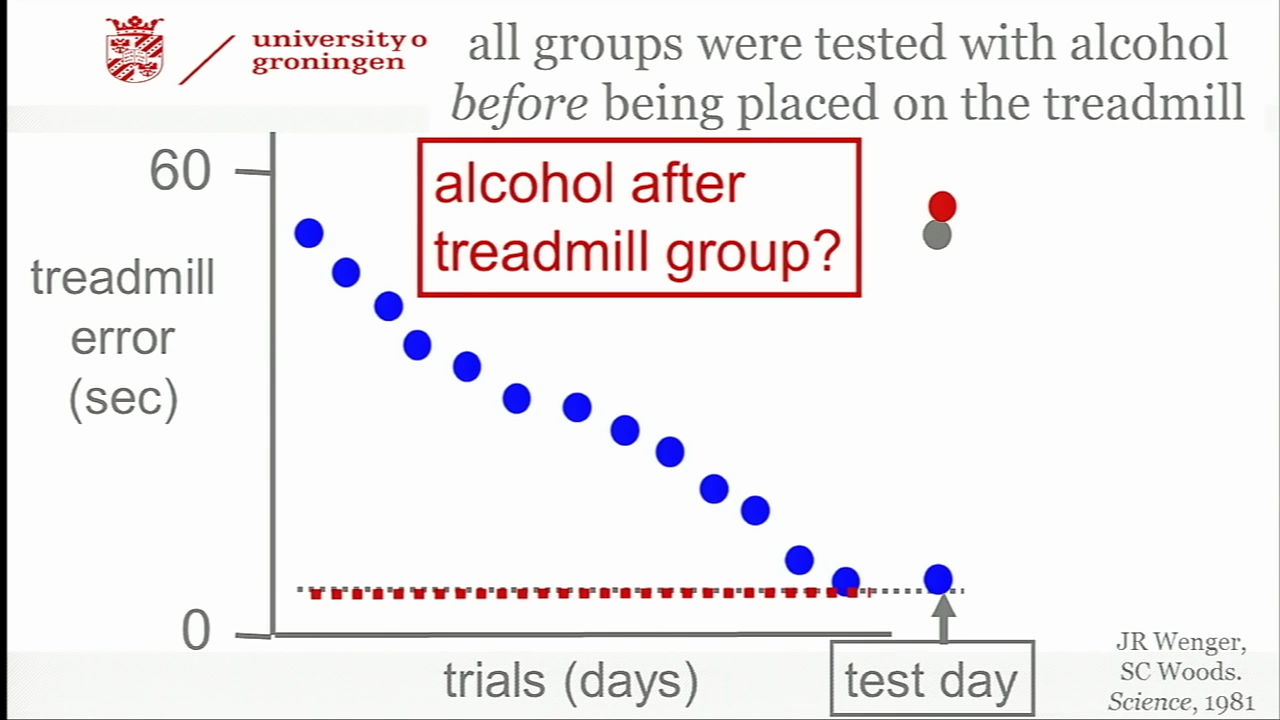 university o
groningen
all groups were tested with alcohol
before being placed on the treadmill
60
alcohol after
treadmill group?
treadmill
error
(sec)
0
trials (days)
test day
JR Wenger,
SC Woods.
Science, 1981